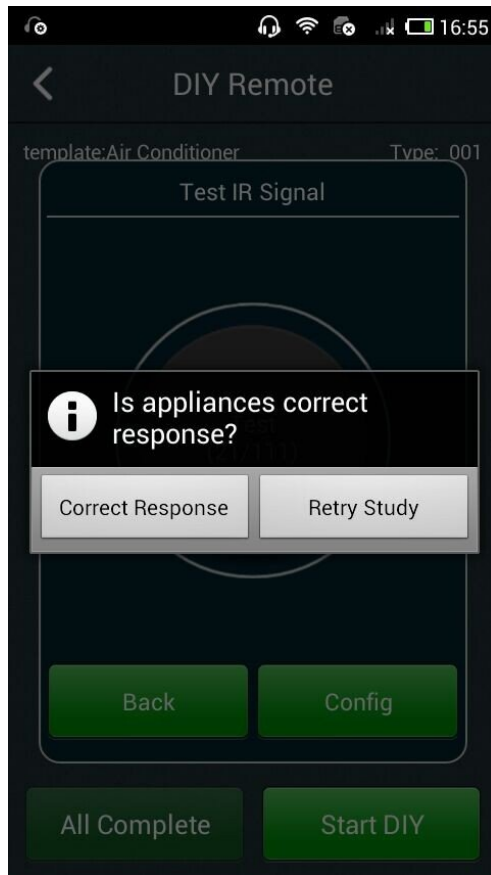 16:55
DIY Remote
template:Air Conditioner Type: 001
Test IR Signal
Is appliances correct
response?
Correct Response Retry Study
Back Config
All Complete Start DIY